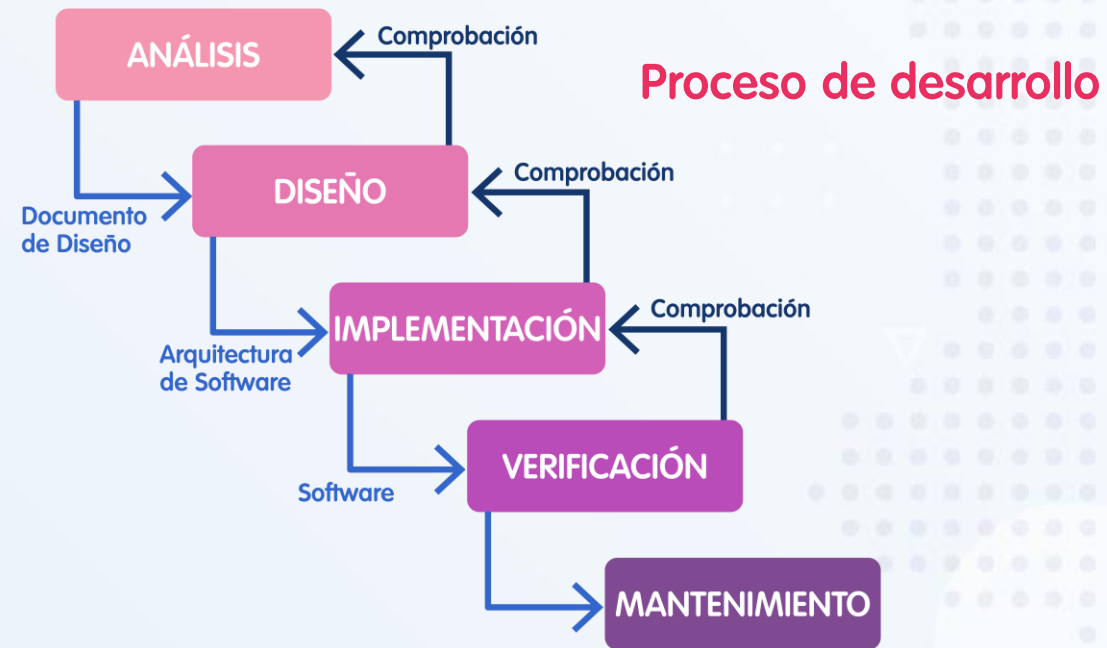 ANÁLISIS
Comprobación
Proceso de desarrollo
DISEÑO
Comprobación
Documento
de Diseño
IMPLEMENTACIÓN
Comprobación
Arquitectura
de Software
VERIFICACIÓN
Software
MANTENIMIENTO